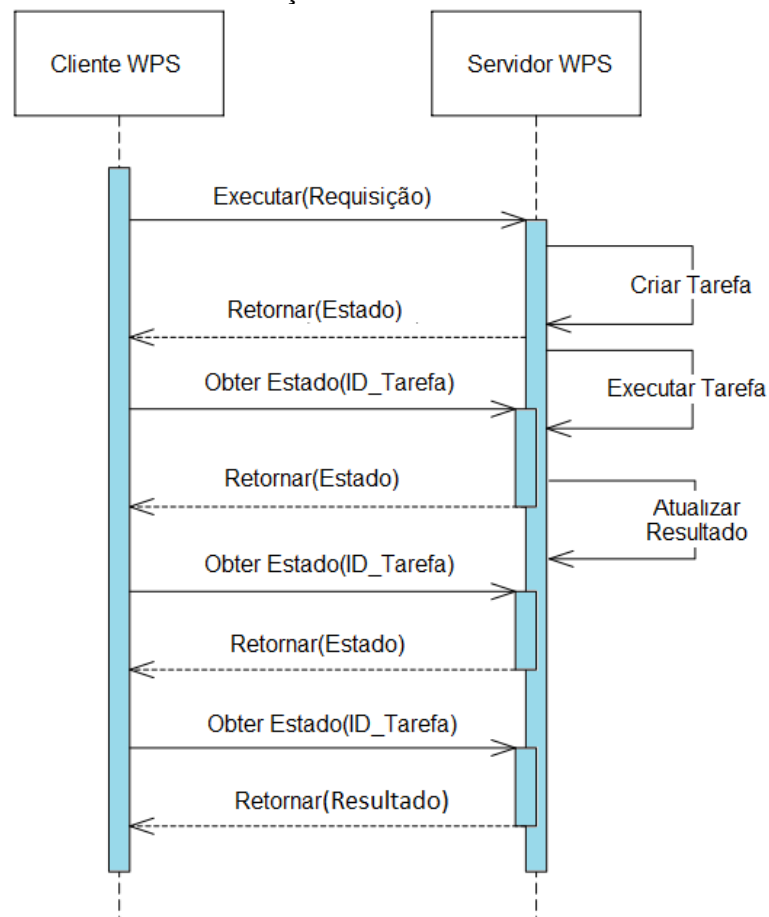 Cliente WPS
Servidor WPS
Executar(Requisição)
Criar Tarefa
Retornar(Estado)
Obter Estado(ID_Tarefa)
Executar Tarefa
Retornar(Estado)
Atualizar
Resultado
Obter Estado(ID_Tarefa)
Retornar(Estado)
Obter Estado(ID_Tarefa)
Retornar(Resultado)